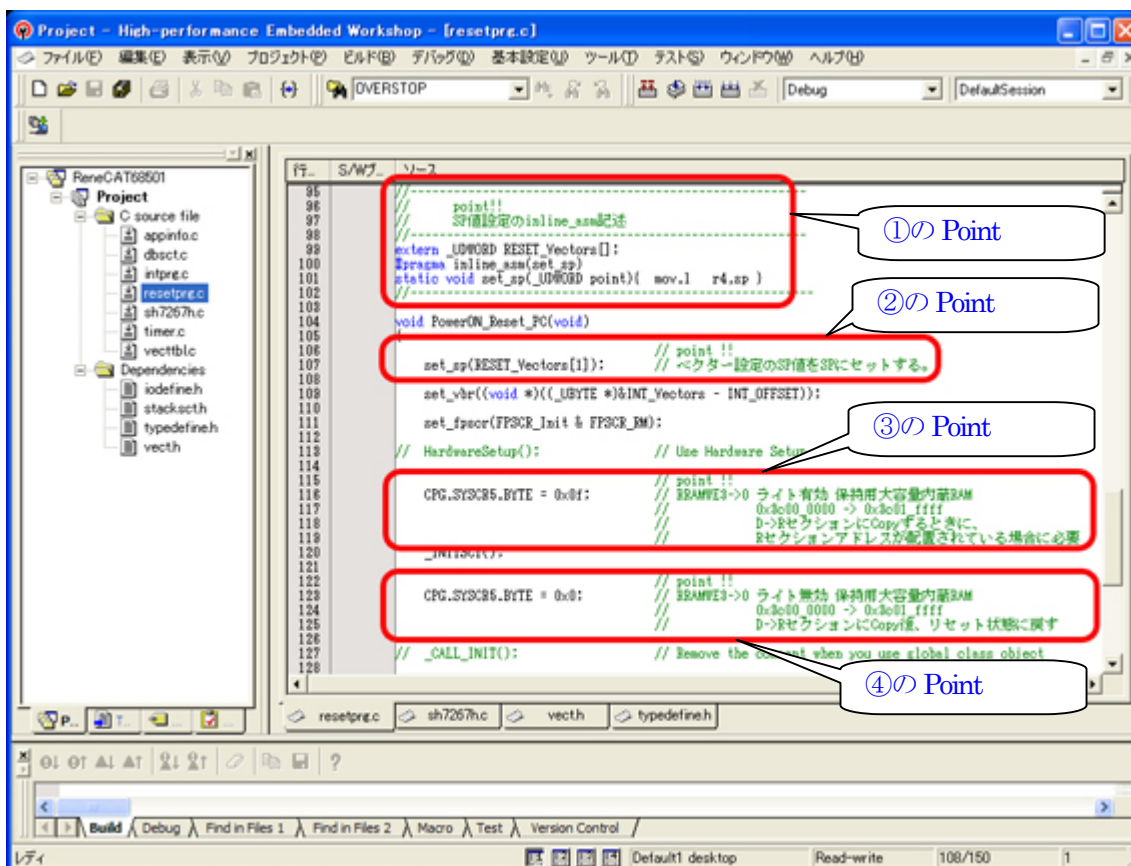 Project - High-performance Embedded Workshop - [resetprg.c]
ファイル(F) 編集(E) 表示(V) プロジェクト(P) ビルド(B) デバッグ(D) 基本設定(U) ツール(T) テスト(S) ウィンドウ(W) ヘルプ(H)
OVERSTOP Debug DefaultSession
ReneCAT68501
Project
C source file
appinfo.c
dbsct.c
intprg.c
resetprg.c
sh7267h.c
timer.c
vecttbl.c
Dependencies
iodefine.h
stackscth
typedefine.h
vect.h
行.. S/Wブ.. ソース
95 //---------------------------------------------------------
96 // point!!
97 // SP値設定のinline_asm記述
98 //---------------------------------------------------------
99 extern _UDWORD RESET_Vectors[];
100 #pragma inline_asm(set_sp)
101 static void set_sp(_UDWORD point){ mov.l r4,sp }
102 //---------------------------------------------------------
103
104 void PowerON_Reset_PC(void)
105 {
106 // point !!
107 set_sp(RESET_Vectors[1]); // ベクター設定のSP値をSPにセットする。
108
109 set_vbr((void *)((_UBYTE *)&INT_Vectors - INT_OFFSET));
110
111 set_fpscr(FPSCR_Init & FPSCR_RM);
112
113 // HardwareSetup(); // Use Hardware Setup
114
115 // point !!
116 CPG.SYSCR5.BYTE = 0x0f; // RRAMWE3->0 ライト有効 保持用大容量内蔵RAM
117 // 0x3c00_0000 -> 0x3c01_ffff
118 // D->RセクションにCopyするときに、
119 // Rセクションアドレスが配置されている場合に必要
120 _INITSCT();
121
122 // point !!
123 CPG.SYSCR5.BYTE = 0x0; // RRAMWE3->0 ライト無効 保持用大容量内蔵RAM
124 // 0x3c00_0000 -> 0x3c01_ffff
125 // D->RセクションにCopy後、リセット状態に戻す
126
127 // _CALL_INIT(); // Remove the comment when you use global class object
128
①の Point
②の Point
③の Point
④の Point
P.. T..
resetprg.c sh7267h.c vect.h typedefine.h
Build Debug Find in Files 1 Find in Files 2 Macro Test Version Control
レディ Default1 desktop Read-write 108/150 1